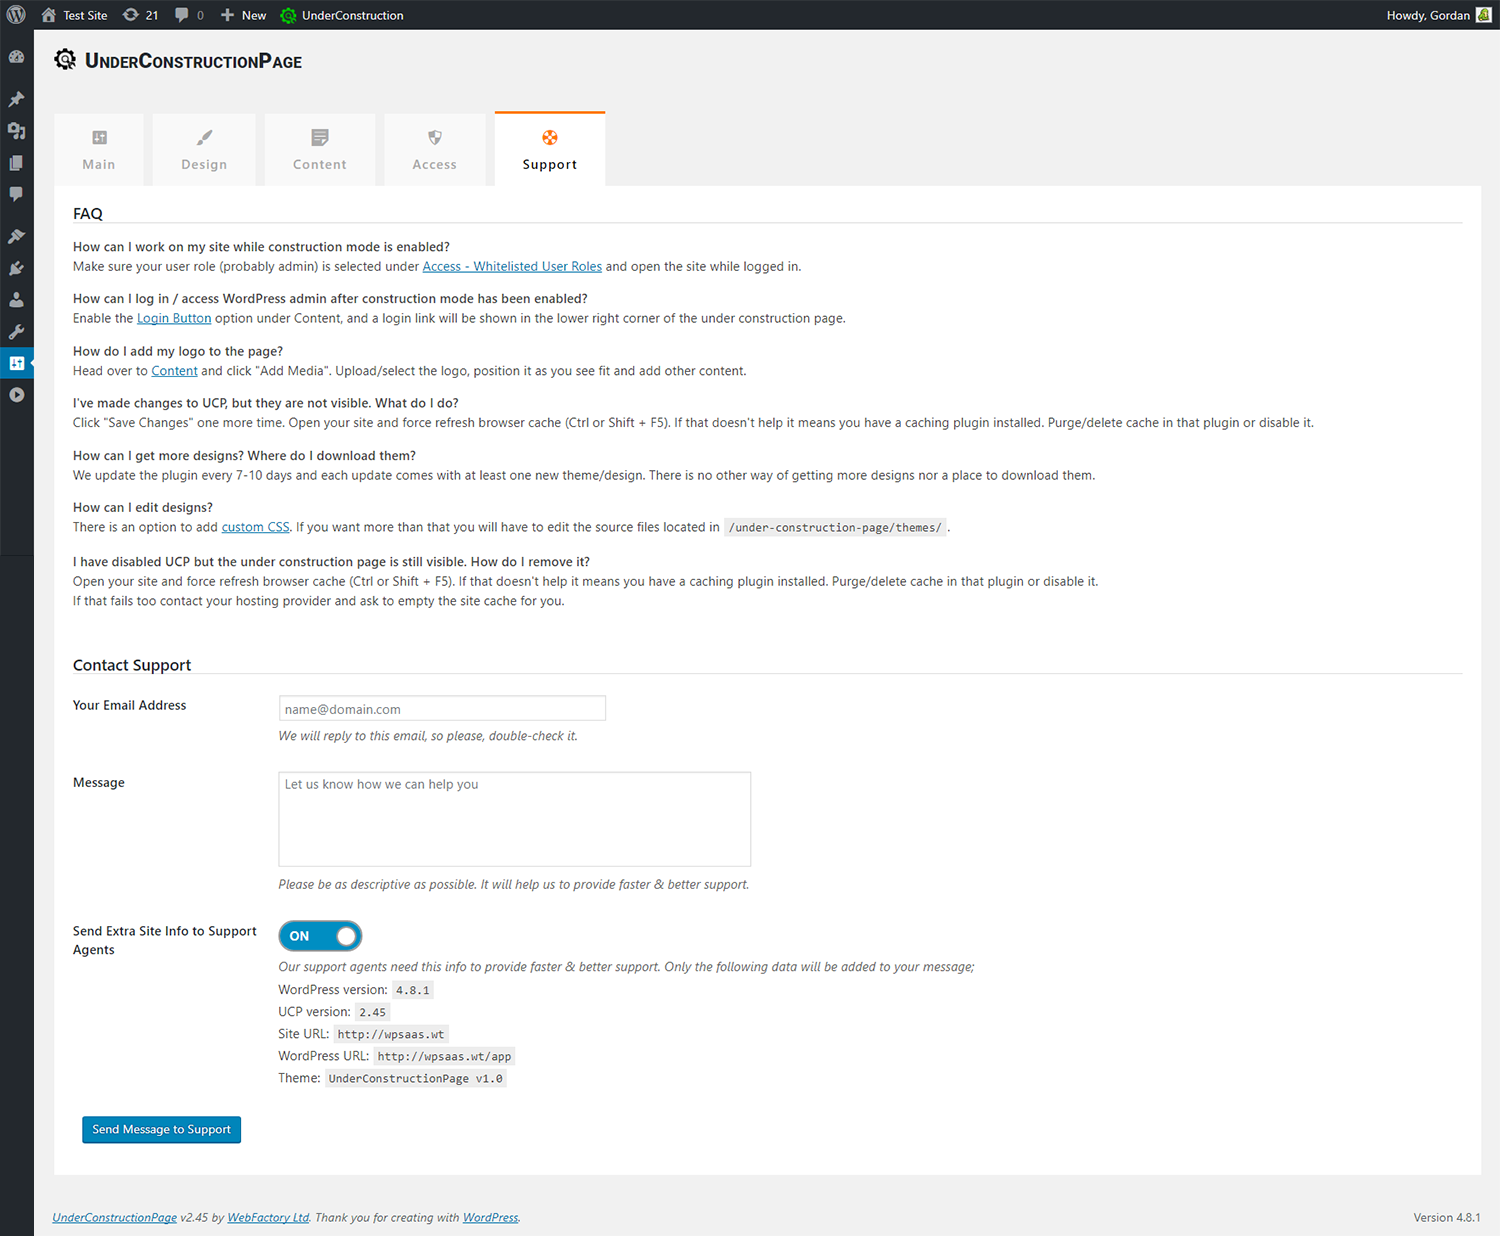 Test Site 21 0 New UnderConstruction Howdy, Gordan
UNDERCONSTRUCTIONPAGE
Main Design Content Access Support
FAQ
How can I work on my site while construction mode is enabled?
Make sure your user role (probably admin) is selected under Access - Whitelisted User Roles and open the site while logged in.
How can I log in / access WordPress admin after construction mode has been enabled?
Enable the Login Button option under Content, and a login link will be shown in the lower right corner of the under construction page.
How do I add my logo to the page?
Head over to Content and click "Add Media". Upload/select the logo, position it as you see fit and add other content.
I've made changes to UCP, but they are not visible. What do I do?
Click "Save Changes" one more time. Open your site and force refresh browser cache (Ctrl or Shift + F5). If that doesn't help it means you have a caching plugin installed. Purge/delete cache in that plugin or disable it.
How can I get more designs? Where do I download them?
We update the plugin every 7-10 days and each update comes with at least one new theme/design. There is no other way of getting more designs nor a place to download them.
How can I edit designs?
There is an option to add custom CSS. If you want more than that you will have to edit the source files located in /under-construction-page/themes/ .
I have disabled UCP but the under construction page is still visible. How do I remove it?
Open your site and force refresh browser cache (Ctrl or Shift + F5). If that doesn't help it means you have a caching plugin installed. Purge/delete cache in that plugin or disable it.
If that fails too contact your hosting provider and ask to empty the site cache for you.
Contact Support
Your Email Address
name@domain.com
We will reply to this email, so please, double-check it.
Message
Let us know how we can help you
Please be as descriptive as possible. It will help us to provide faster & better support.
Send Extra Site Info to Support
Agents
ON
Our support agents need this info to provide faster & better support. Only the following data will be added to your message;
WordPress version: 4.8.1
UCP version: 2.45
Site URL: http://wpsaas.wt
WordPress URL: http://wpsaas.wt/app
Theme: UnderConstructionPage v1.0
Send Message to Support
UnderConstructionPage v2.45 by WebFactory Ltd. Thank you for creating with WordPress. Version 4.8.1